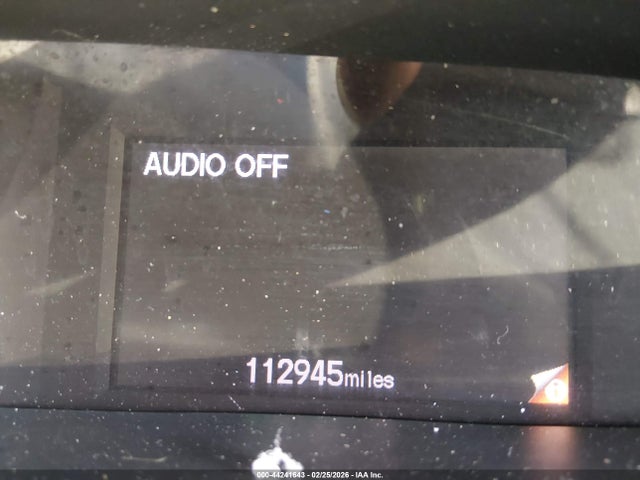 AUDIO OFF
112945miles
000-44241643 - 02/25/2026 - IAA Inc.